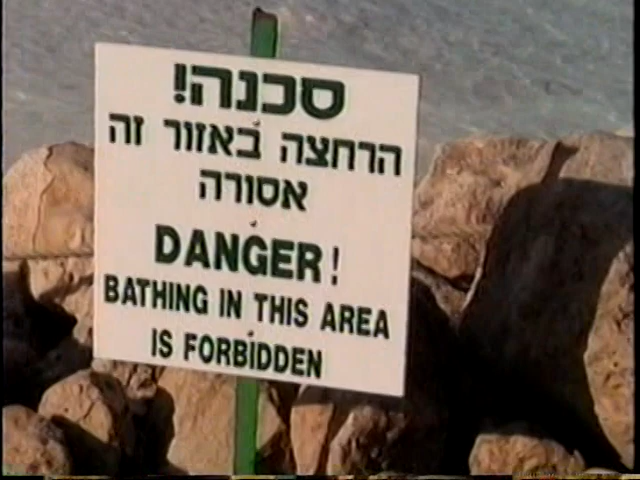 סכנה!
הרחצה באזור זה
אסורה
DANGER!
BATHING IN THIS AREA
IS FORBIDDEN